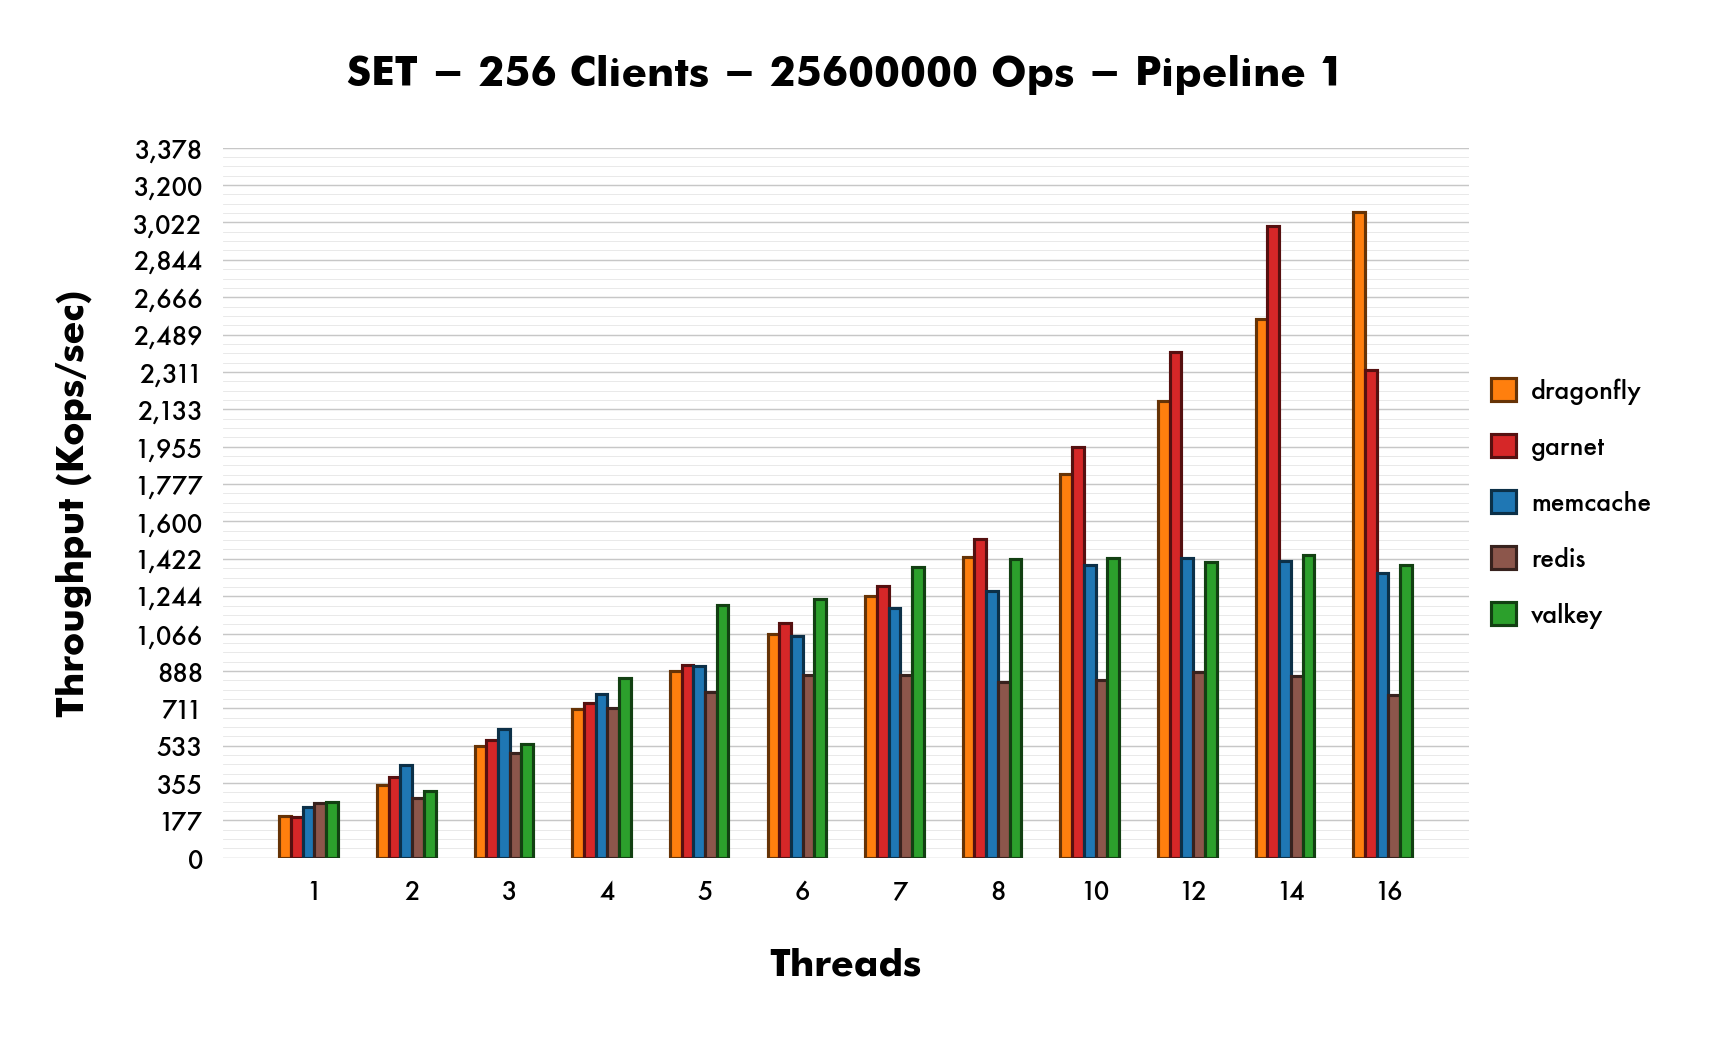 SET – 256 Clients – 25600000 Ops – Pipeline 1
3,378
3,200
3,022
2,844
2,666
2,489
2,311
2,133
1,955
1,777
1,600
1,422
1,244
1,066
888
711
533
355
177
0
Throughput (Kops/sec)
1 2 3 4 5 6 7 8 10 12 14 16
Threads
dragonfly
garnet
memcache
redis
valkey